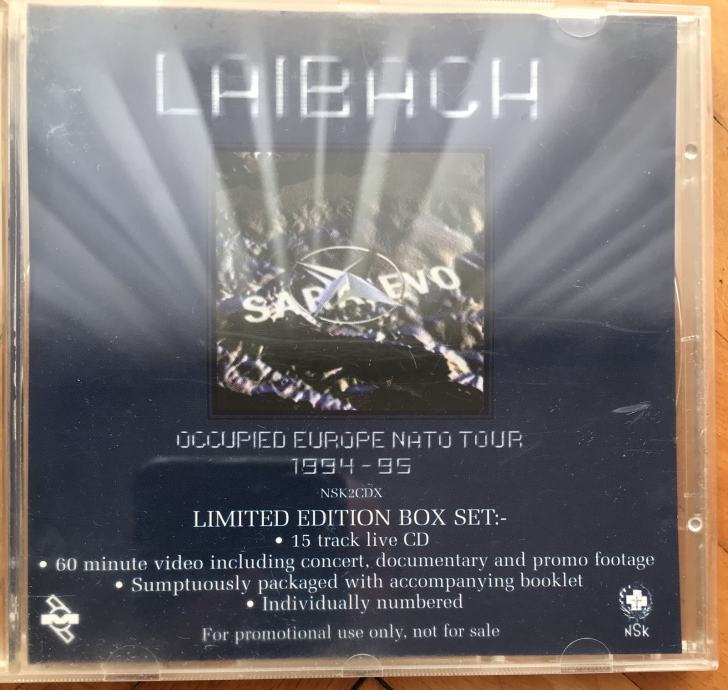 LAIBACH
SARAJEVO
OCCUPIED EUROPE NATO TOUR
1994-95
NSK2CDX
LIMITED EDITION BOX SET:-
• 15 track live CD
• 60 minute video including concert, documentary and promo footage
• Sumptuously packaged with accompanying booklet
• Individually numbered
For promotional use only, not for sale
NSK